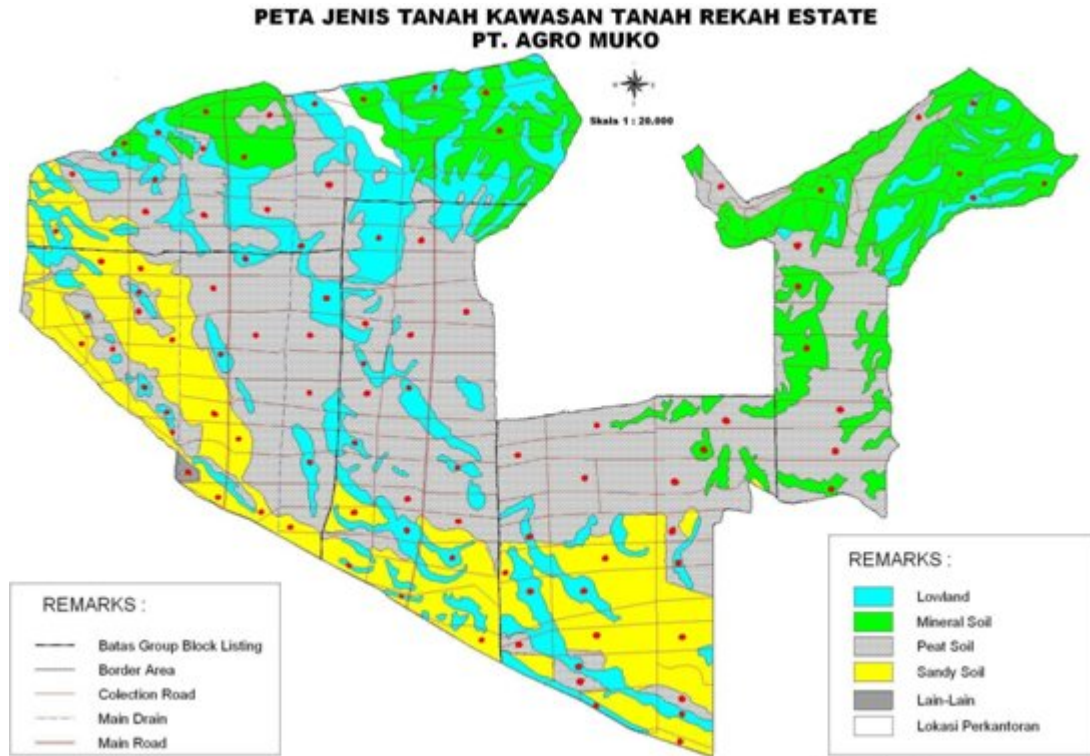 PETA JENIS TANAH KAWASAN TANAH REKAH ESTATE
PT. AGRO MUKO
Skala 1 : 20.000
REMARKS :
Batas Group Block Listing
Border Area
Colection Road
Main Drain
Main Road
REMARKS :
Lowland
Mineral Soil
Peat Soil
Sandy Soil
Lain-Lain
Lokasi Perkantoran